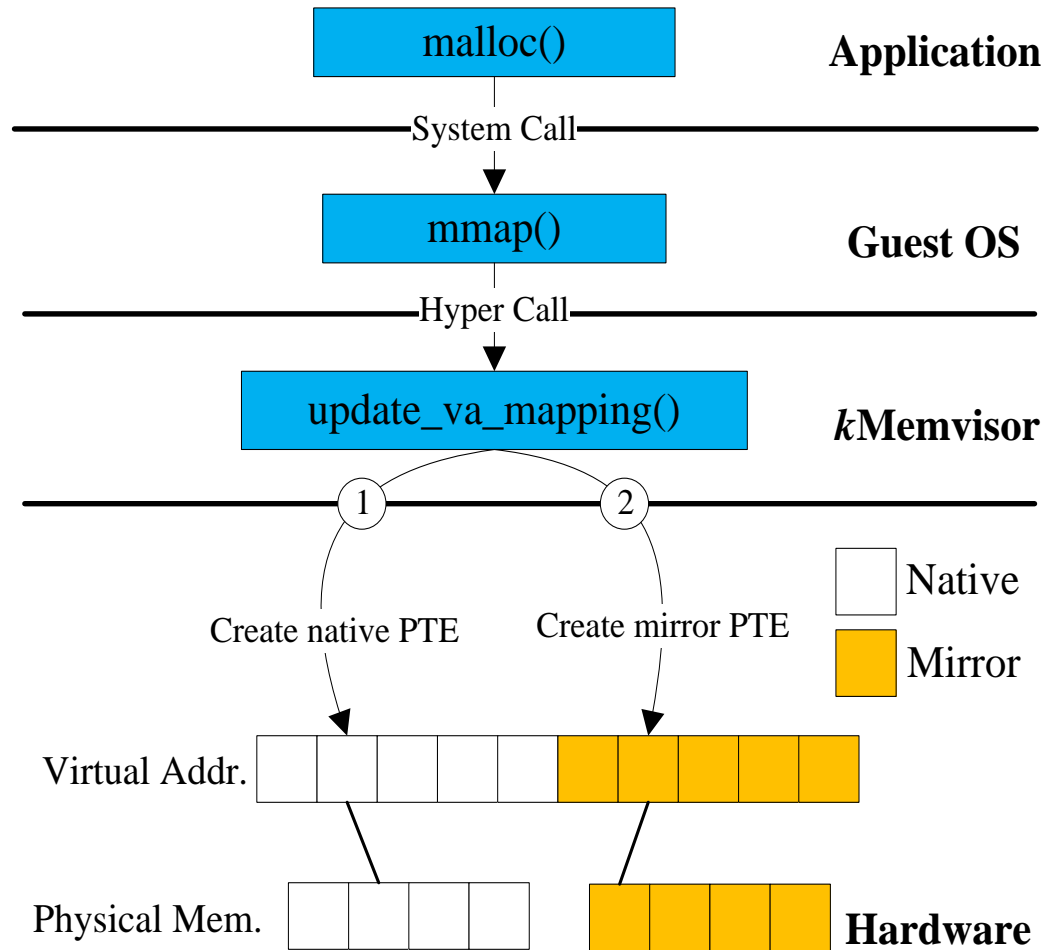 malloc()
Application
System Call
mmap()
Guest OS
Hyper Call
update_va_mapping()
kMemvisor
1
2
Native
Create native PTE
Create mirror PTE
Mirror
Virtual Addr.
Physical Mem.
Hardware